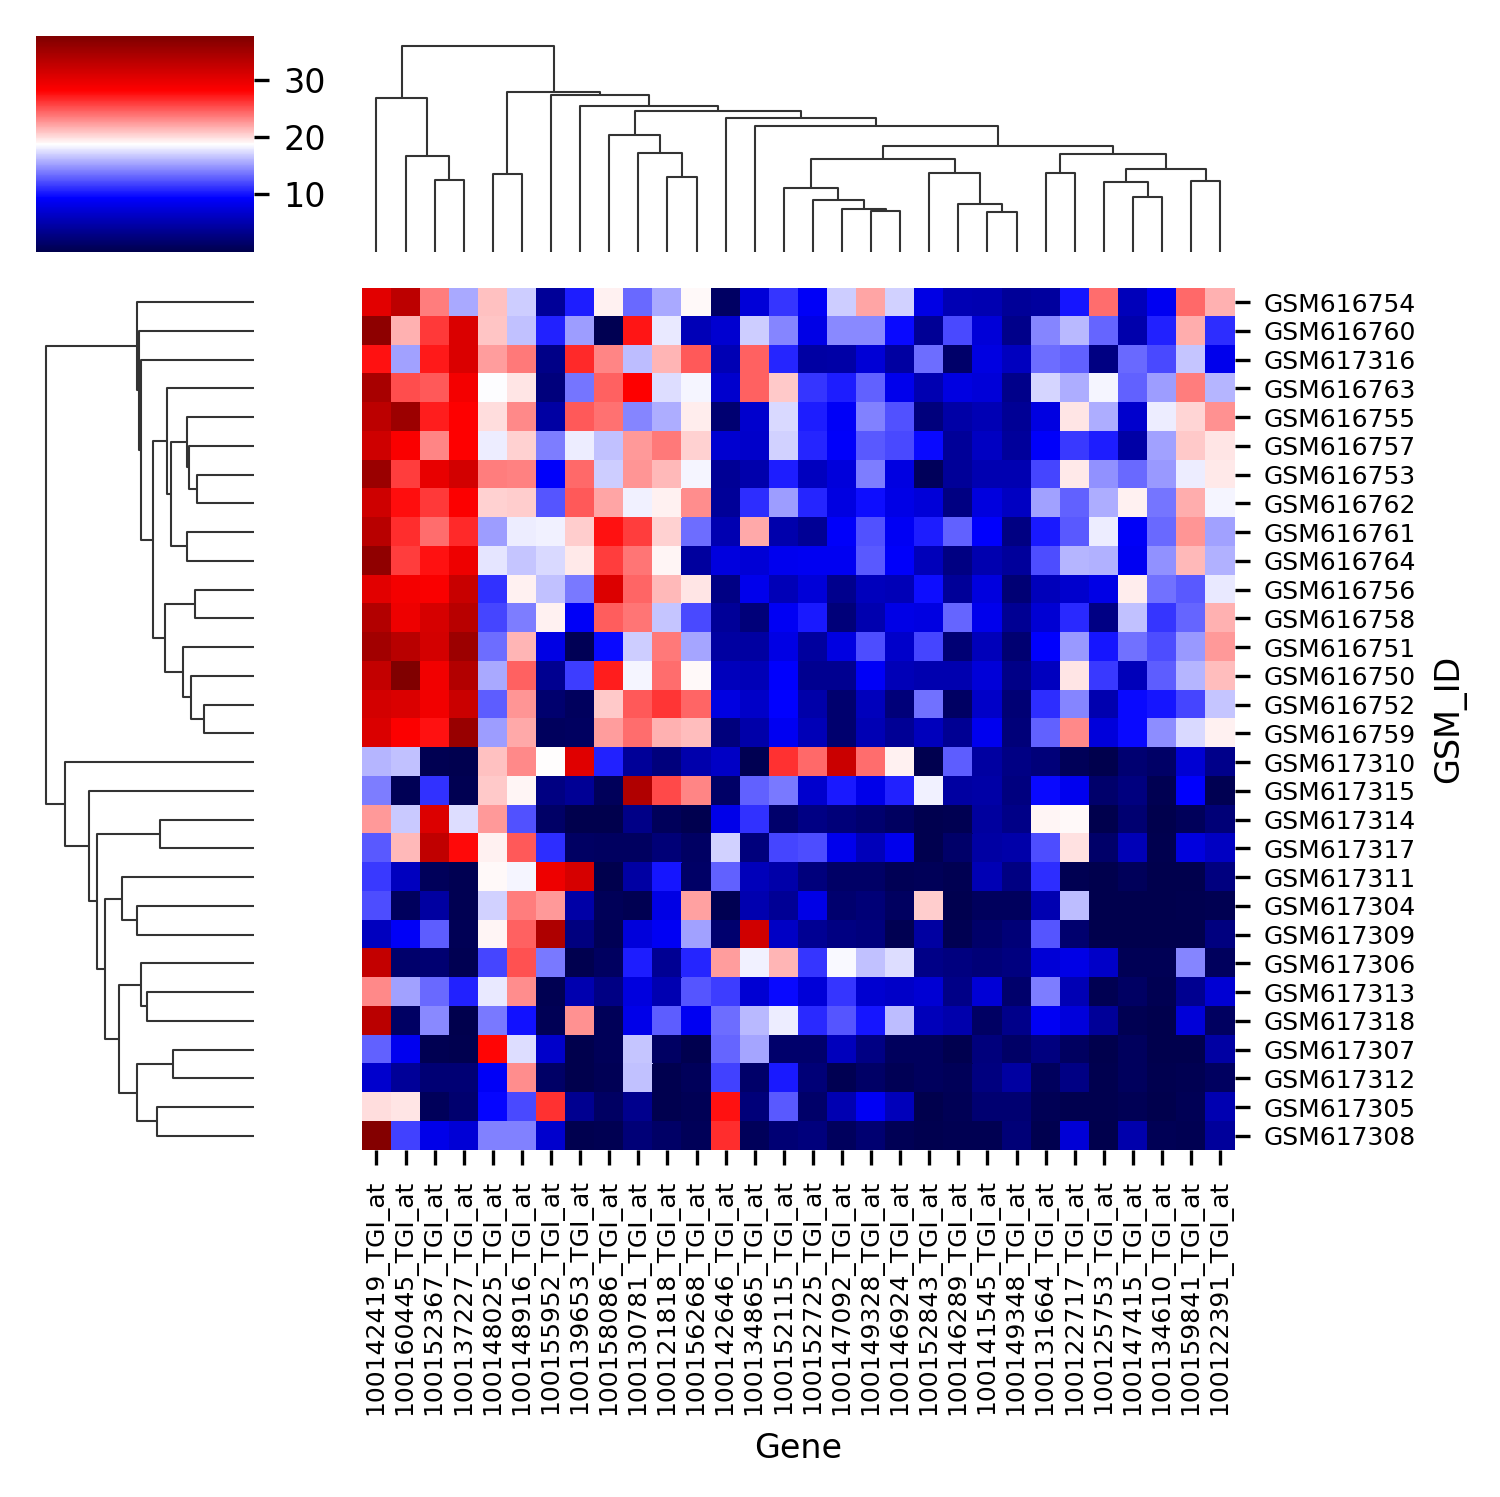 30
20
10
GSM616754
GSM616760
GSM617316
GSM616763
GSM616755
GSM616757
GSM616753
GSM616762
GSM616761
GSM616764
GSM616756
GSM616758
GSM616751
GSM616750
GSM616752
GSM616759
GSM617310
GSM617315
GSM617314
GSM617317
GSM617311
GSM617304
GSM617309
GSM617306
GSM617313
GSM617318
GSM617307
GSM617312
GSM617305
GSM617308
GSM_ID
100142419_TGI_at
100160445_TGI_at
100152367_TGI_at
100137227_TGI_at
100148025_TGI_at
100148916_TGI_at
100155952_TGI_at
100139653_TGI_at
100158086_TGI_at
100130781_TGI_at
100121818_TGI_at
100156268_TGI_at
100142646_TGI_at
100134865_TGI_at
100152115_TGI_at
100152725_TGI_at
100147092_TGI_at
100149328_TGI_at
100146924_TGI_at
100152843_TGI_at
100146289_TGI_at
100141545_TGI_at
100149348_TGI_at
100131664_TGI_at
100122717_TGI_at
100125753_TGI_at
100147415_TGI_at
100134610_TGI_at
100159841_TGI_at
100122391_TGI_at
Gene